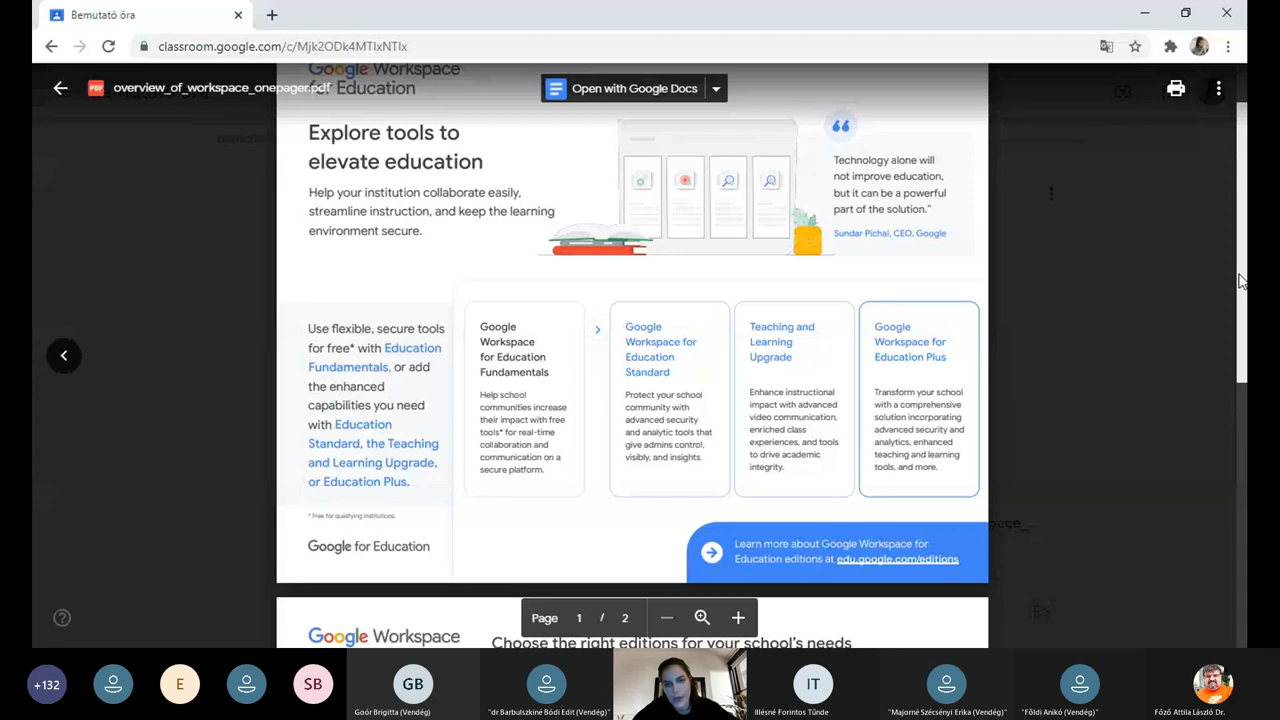 Bemutató óra
classroom.google.com/c/Mjk2ODk4MTIxNTIx
overview_of_workspace_onepager.pdf
Open with Google Docs
Google Workspace
for Education
Explore tools to
elevate education
Help your institution collaborate easily,
streamline instruction, and keep the learning
environment secure.
Technology alone will
not improve education,
but it can be a powerful
part of the solution."
Sundar Pichai, CEO, Google
Use flexible, secure tools
for free* with Education
Fundamentals, or add
the enhanced
capabilities you need
with Education
Standard, the Teaching
and Learning Upgrade,
or Education Plus.
* Free for qualifying institutions.
Google for Education
Google
Workspace
for Education
Fundamentals
Help school
communities increase
their impact with free
tools* for real-time
collaboration and
communication on a
secure platform.
Google
Workspace for
Education
Standard
Protect your school
community with
advanced security
and analytic tools that
give admins control,
visibly, and insights.
Teaching and
Learning
Upgrade
Enhance instructional
impact with advanced
video communication,
enriched class
experiences, and tools
to drive academic
integrity.
Google
Workspace for
Education Plus
Transform your school
with a comprehensive
solution incorporating
advanced security and
analytics, enhanced
teaching and learning
tools, and more.
Learn more about Google Workspace for
Education editions at edu.google.com/editions
Page 1 / 2
Google Workspace
Choose the right editions for your school's needs
+132
E
SB
GB
Goór Brigitta (Vendég)
"dr Barbulszkiné Bódi Edit (Vendég)"
IT
Illésné Forintos Tünde
"Majorné Szécsényi Erika (Vendég)"
"Földi Anikó (Vendég)"
Főző Attila László Dr.